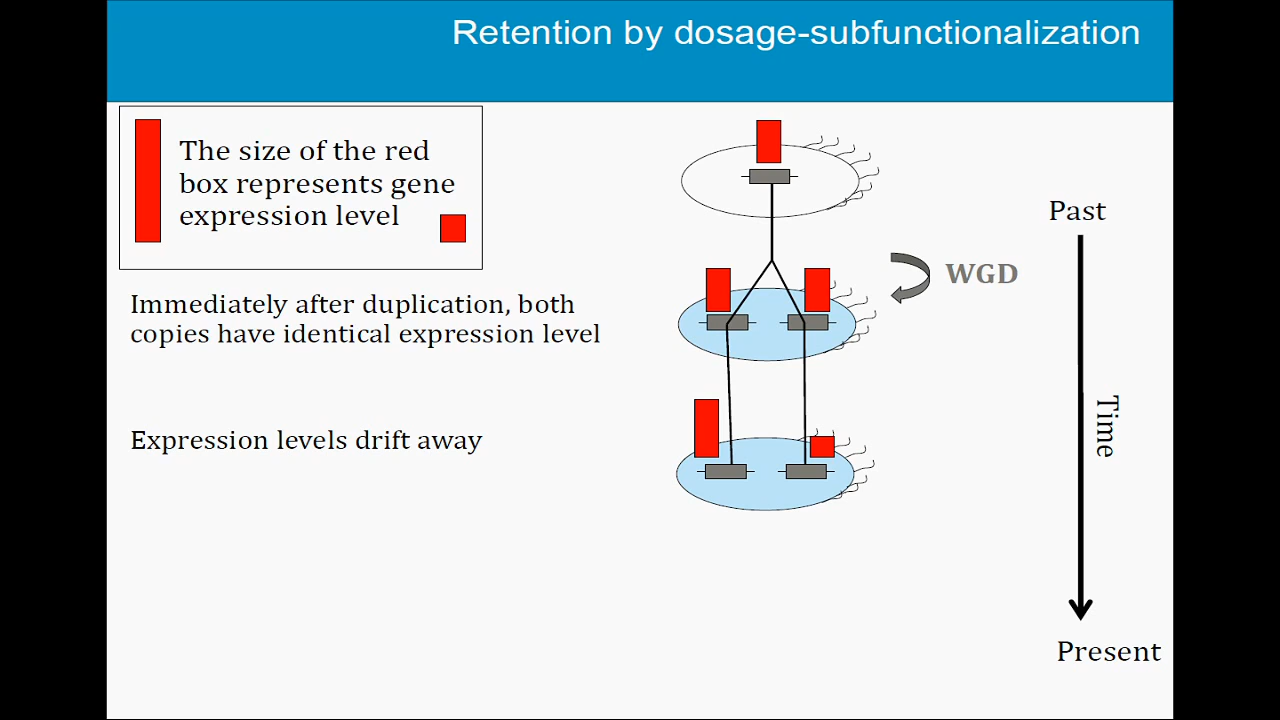 Retention by dosage-subfunctionalization
The size of the red
box represents gene
expression level
Immediately after duplication, both
copies have identical expression level
Expression levels drift away
WGD
Past
Time
Present